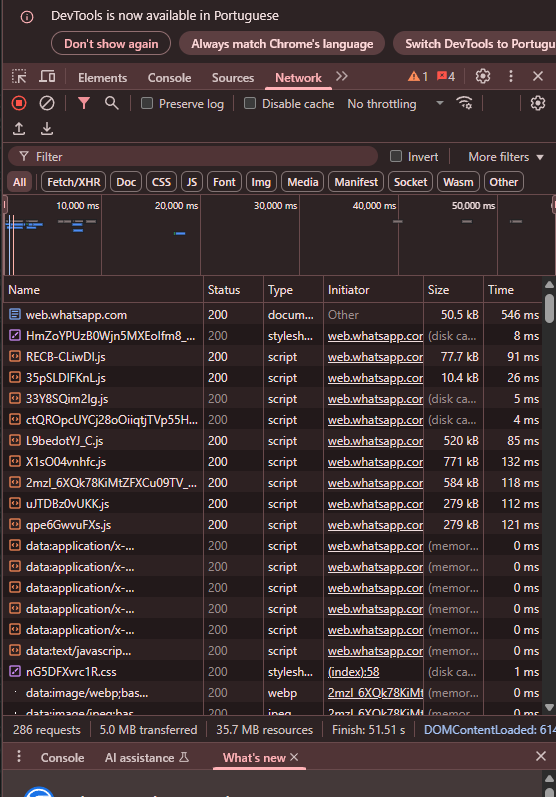 DevTools is now available in Portuguese
Don't show again Always match Chrome's language Switch DevTools to Portugu
Elements Console Sources Network 1 4
Preserve log Disable cache No throttling
Filter Invert More filters
All Fetch/XHR Doc CSS JS Font Img Media Manifest Socket Wasm Other
10,000 ms 20,000 ms 30,000 ms 40,000 ms 50,000 ms
Name Status Type Initiator Size Time
web.whatsapp.com 200 docum... Other 50.5 kB 546 ms
HmZoYPUzB0Wjn5MXEolfm8_... 200 stylesh... web.whatsapp.cor (disk ca... 8 ms
RECB-CLiwDI.js 200 script web.whatsapp.cor 77.7 kB 91 ms
35pSLDIFKnL.js 200 script web.whatsapp.cor 10.4 kB 26 ms
33Y8SQim2Ig.js 200 script web.whatsapp.cor (disk ca... 5 ms
ctQROpcUYCj28oOiiqtjTVp55H... 200 script web.whatsapp.cor (disk ca... 4 ms
L9bedotYJ_C.js 200 script web.whatsapp.cor 520 kB 85 ms
X1sO04vnhfc.js 200 script web.whatsapp.cor 771 kB 132 ms
2mzI_6XQk78KiMtZFXCu09TV_... 200 script web.whatsapp.cor 584 kB 118 ms
uJTDBz0vUKK.js 200 script web.whatsapp.cor 279 kB 112 ms
qpe6GwvuFXs.js 200 script web.whatsapp.cor 279 kB 121 ms
data:application/x-... 200 script web.whatsapp.cor (memor... 0 ms
data:application/x-... 200 script web.whatsapp.cor (memor... 0 ms
data:application/x-... 200 script web.whatsapp.cor (memor... 0 ms
data:application/x-... 200 script web.whatsapp.cor (memor... 0 ms
data:application/x-... 200 script web.whatsapp.cor (memor... 0 ms
data:text/javascrip... 200 script web.whatsapp.cor (memor... 0 ms
nG5DFXvrc1R.css 200 stylesh... (index):58 (disk ca... 1 ms
data:image/webp;bas... 200 webp 2mzI_6XQk78KiMt (memor... 0 ms
data:image/jpeg;bas... 200 jpeg 2mzI_6XQk78KiMt (memor... 0 ms
286 requests 5.0 MB transferred 35.7 MB resources Finish: 51.51 s DOMContentLoaded: 614
Console AI assistance What's new